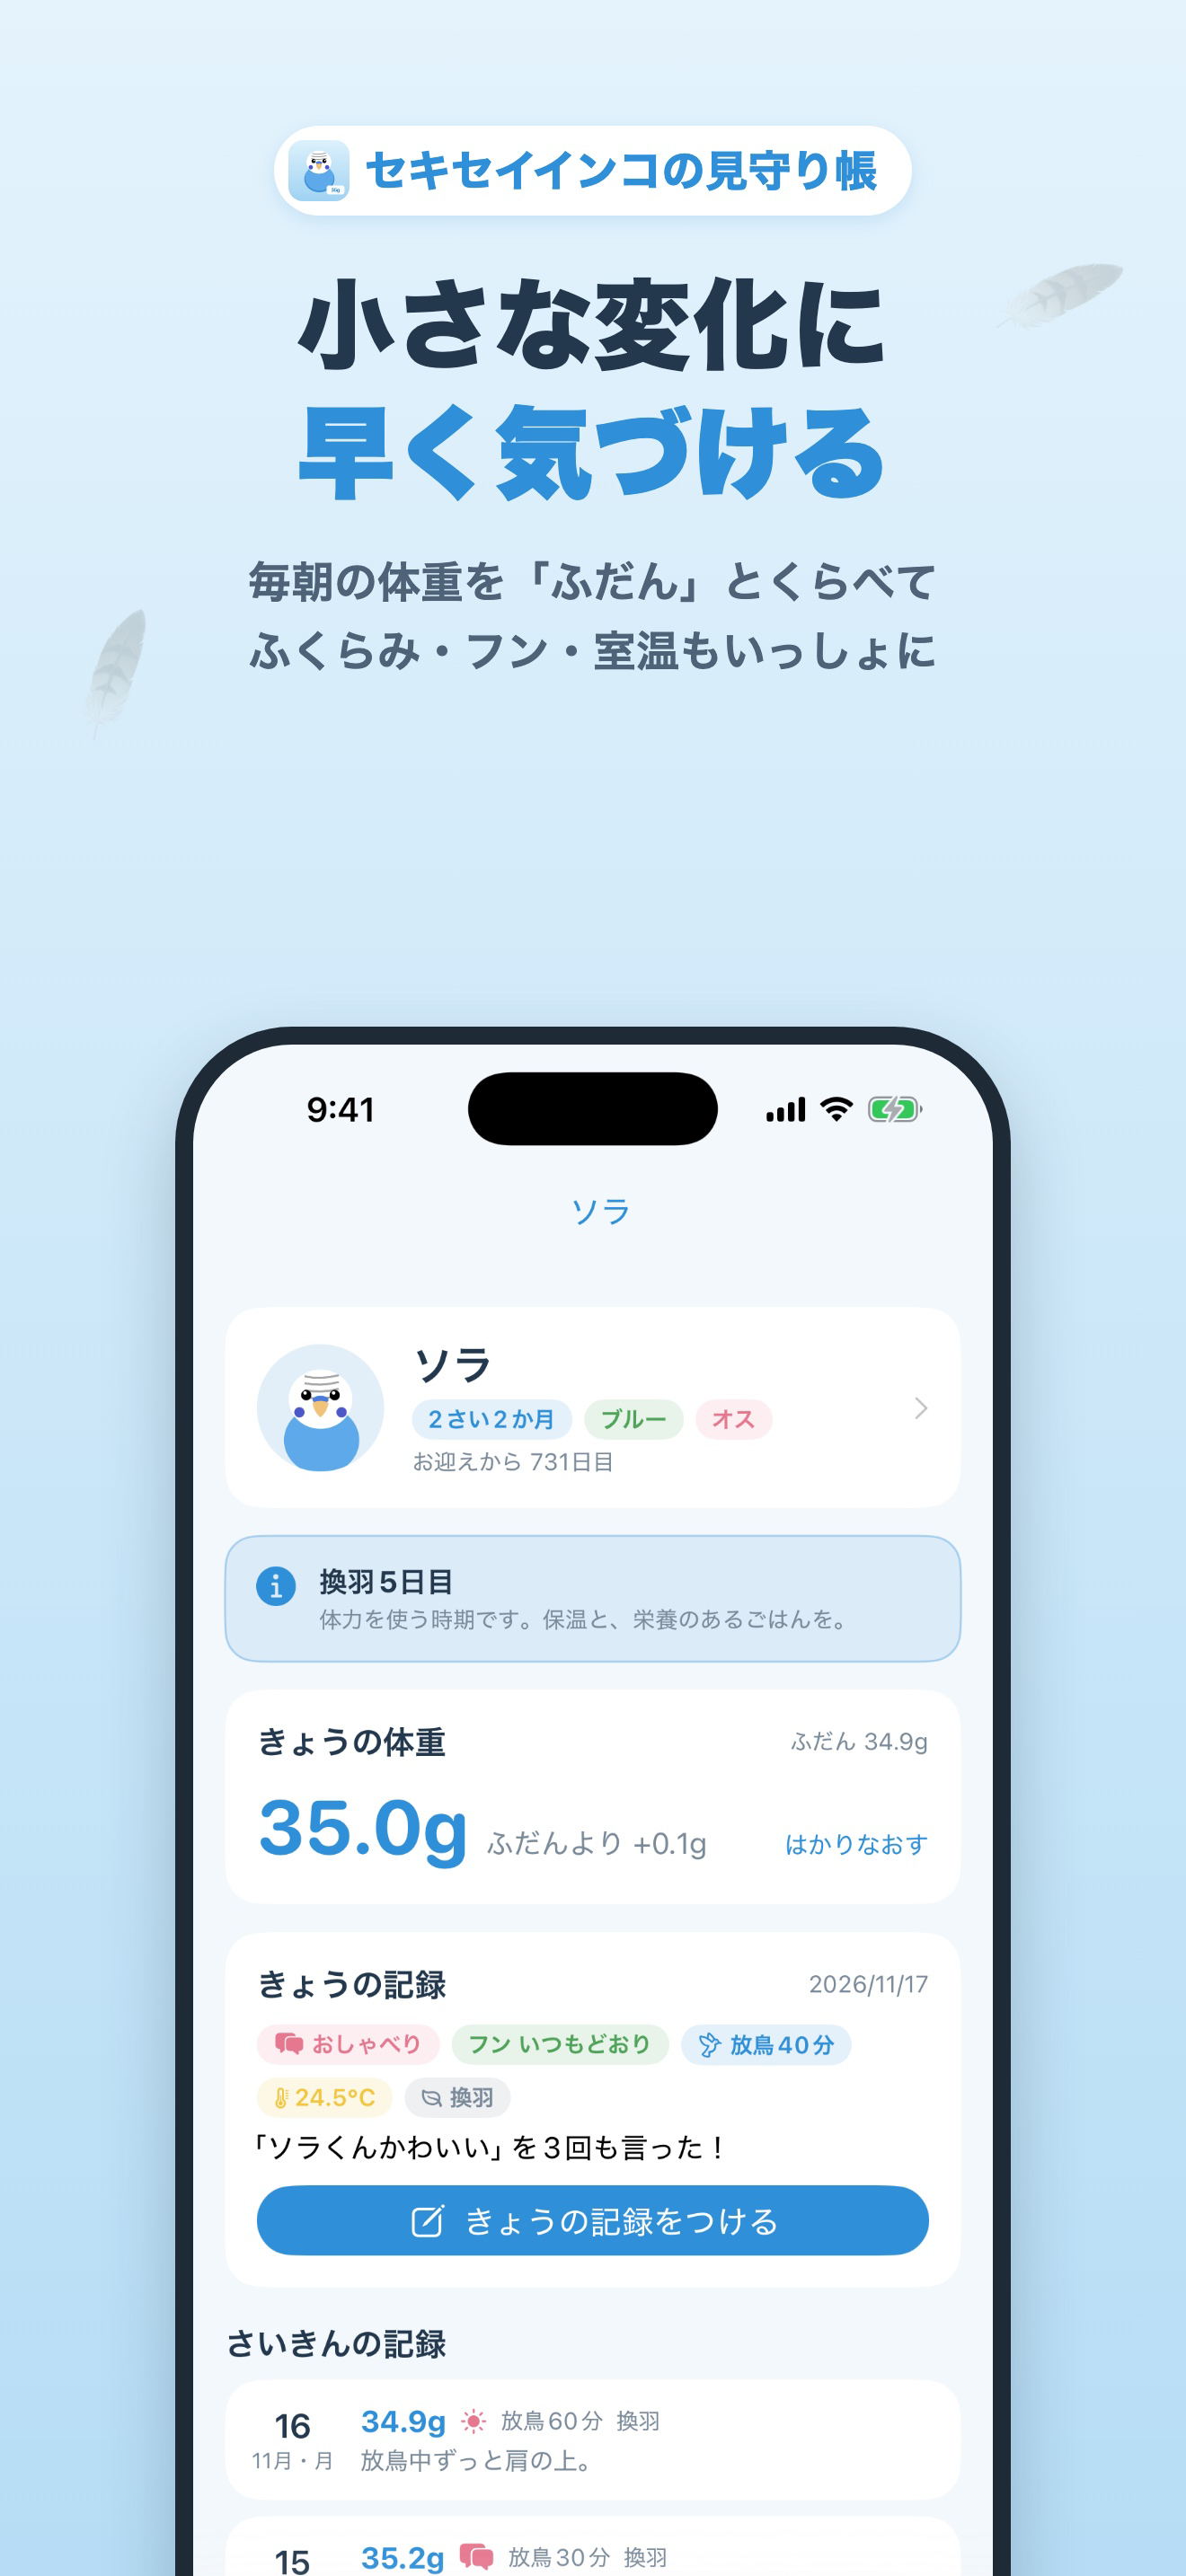 セキセイインコの見守り帳
小さな変化に
早く気づける
毎朝の体重を「ふだん」とくらべて
ふくらみ・フン・室温もいっしょに
9:41
ソラ
ソラ
2さい2か月 ブルー オス
お迎えから 731日目
換羽5日目
体力を使う時期です。保温と、栄養のあるごはんを。
きょうの体重 ふだん 34.9g
35.0g ふだんより +0.1g はかりなおす
きょうの記録 2026/11/17
おしゃべり フン いつもどおり 放鳥40分
24.5°C 換羽
「ソラくんかわいい」を3回も言った！
きょうの記録をつける
さいきんの記録
16 34.9g 放鳥60分 換羽
11月・月 放鳥中ずっと肩の上。
15 35.2g 放鳥30分 換羽